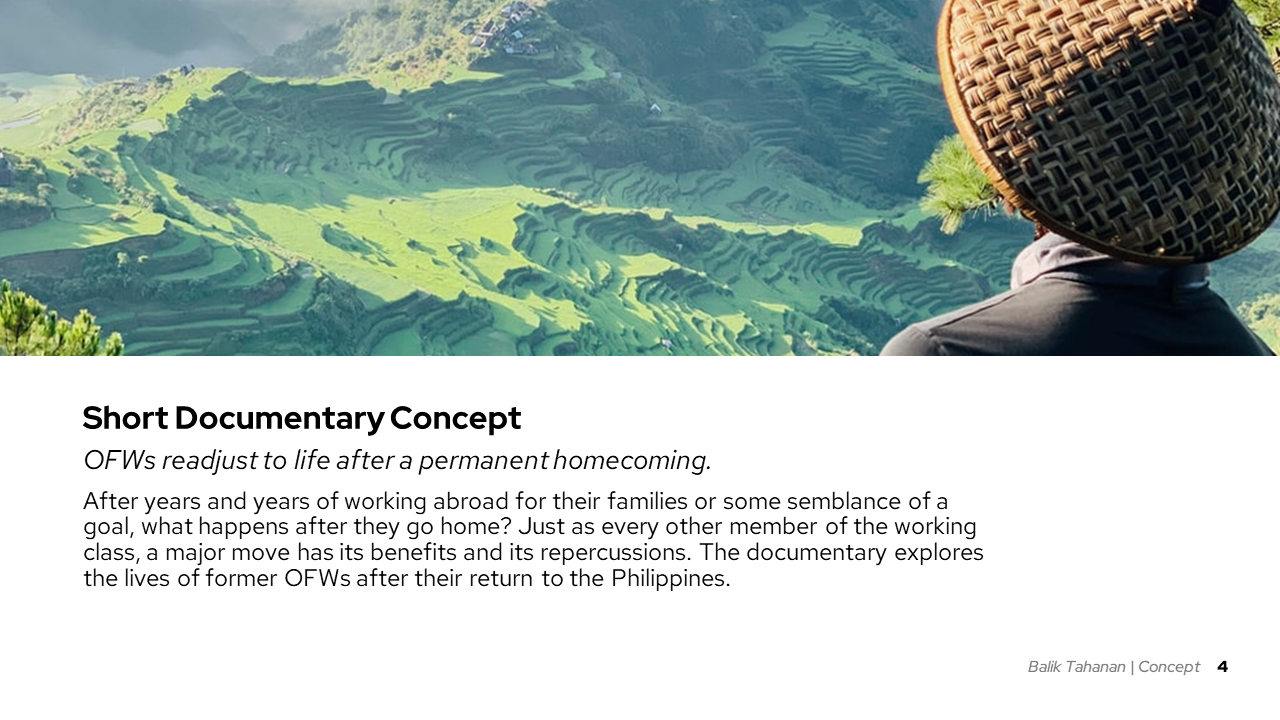 Short Documentary Concept
OFWs readjust to life after a permanent homecoming.
After years and years of working abroad for their families or some semblance of a
goal, what happens after they go home? Just as every other member of the working
class, a major move has its benefits and its repercussions. The documentary explores
the lives of former OFWs after their return to the Philippines.
Balik Tahanan | Concept 4